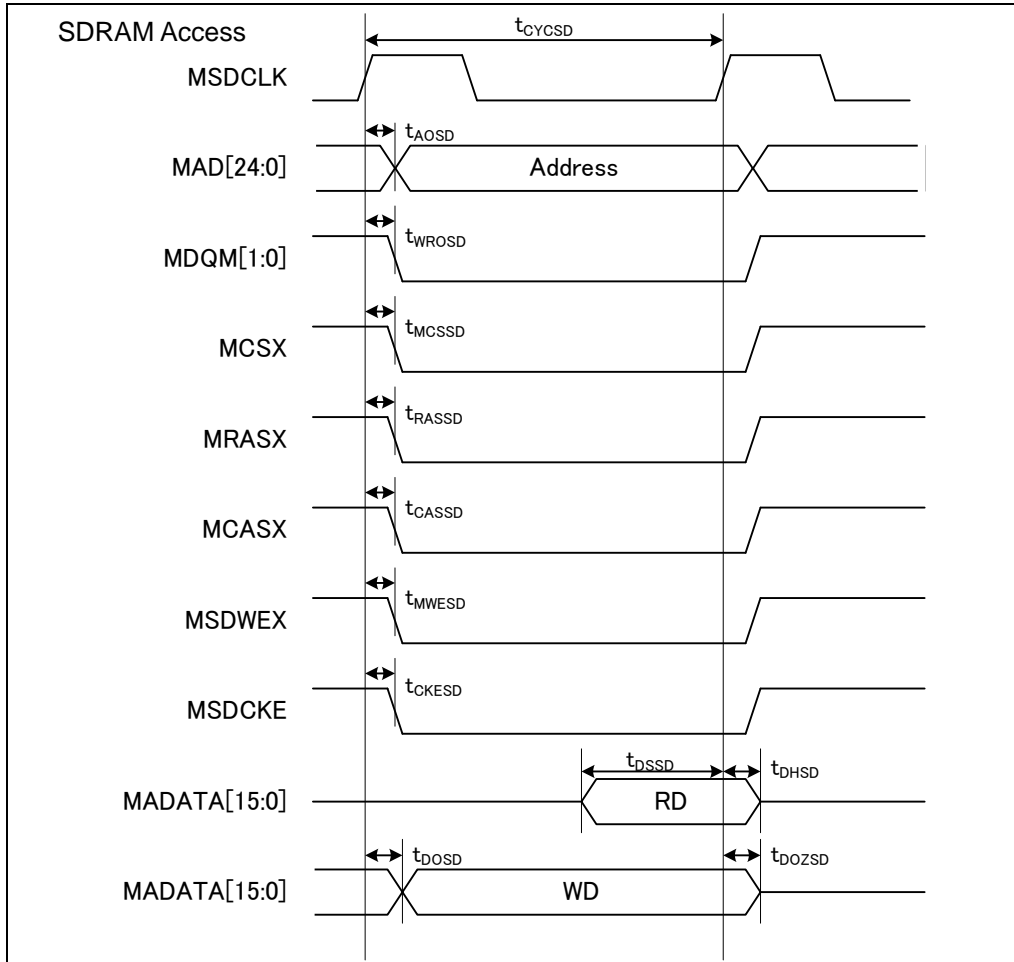 SDRAM Access
tCYCSD
MSDCLK
tAOSD
MAD[24:0]
Address
tWROSD
MDQM[1:0]
tMCSSD
MCSX
tRASSD
MRASX
tCASSD
MCASX
tMWESD
MSDWEX
tCKESD
MSDCKE
tDSSD
tDHSD
MADATA[15:0]
RD
tDOSD
tDOZSD
MADATA[15:0]
WD